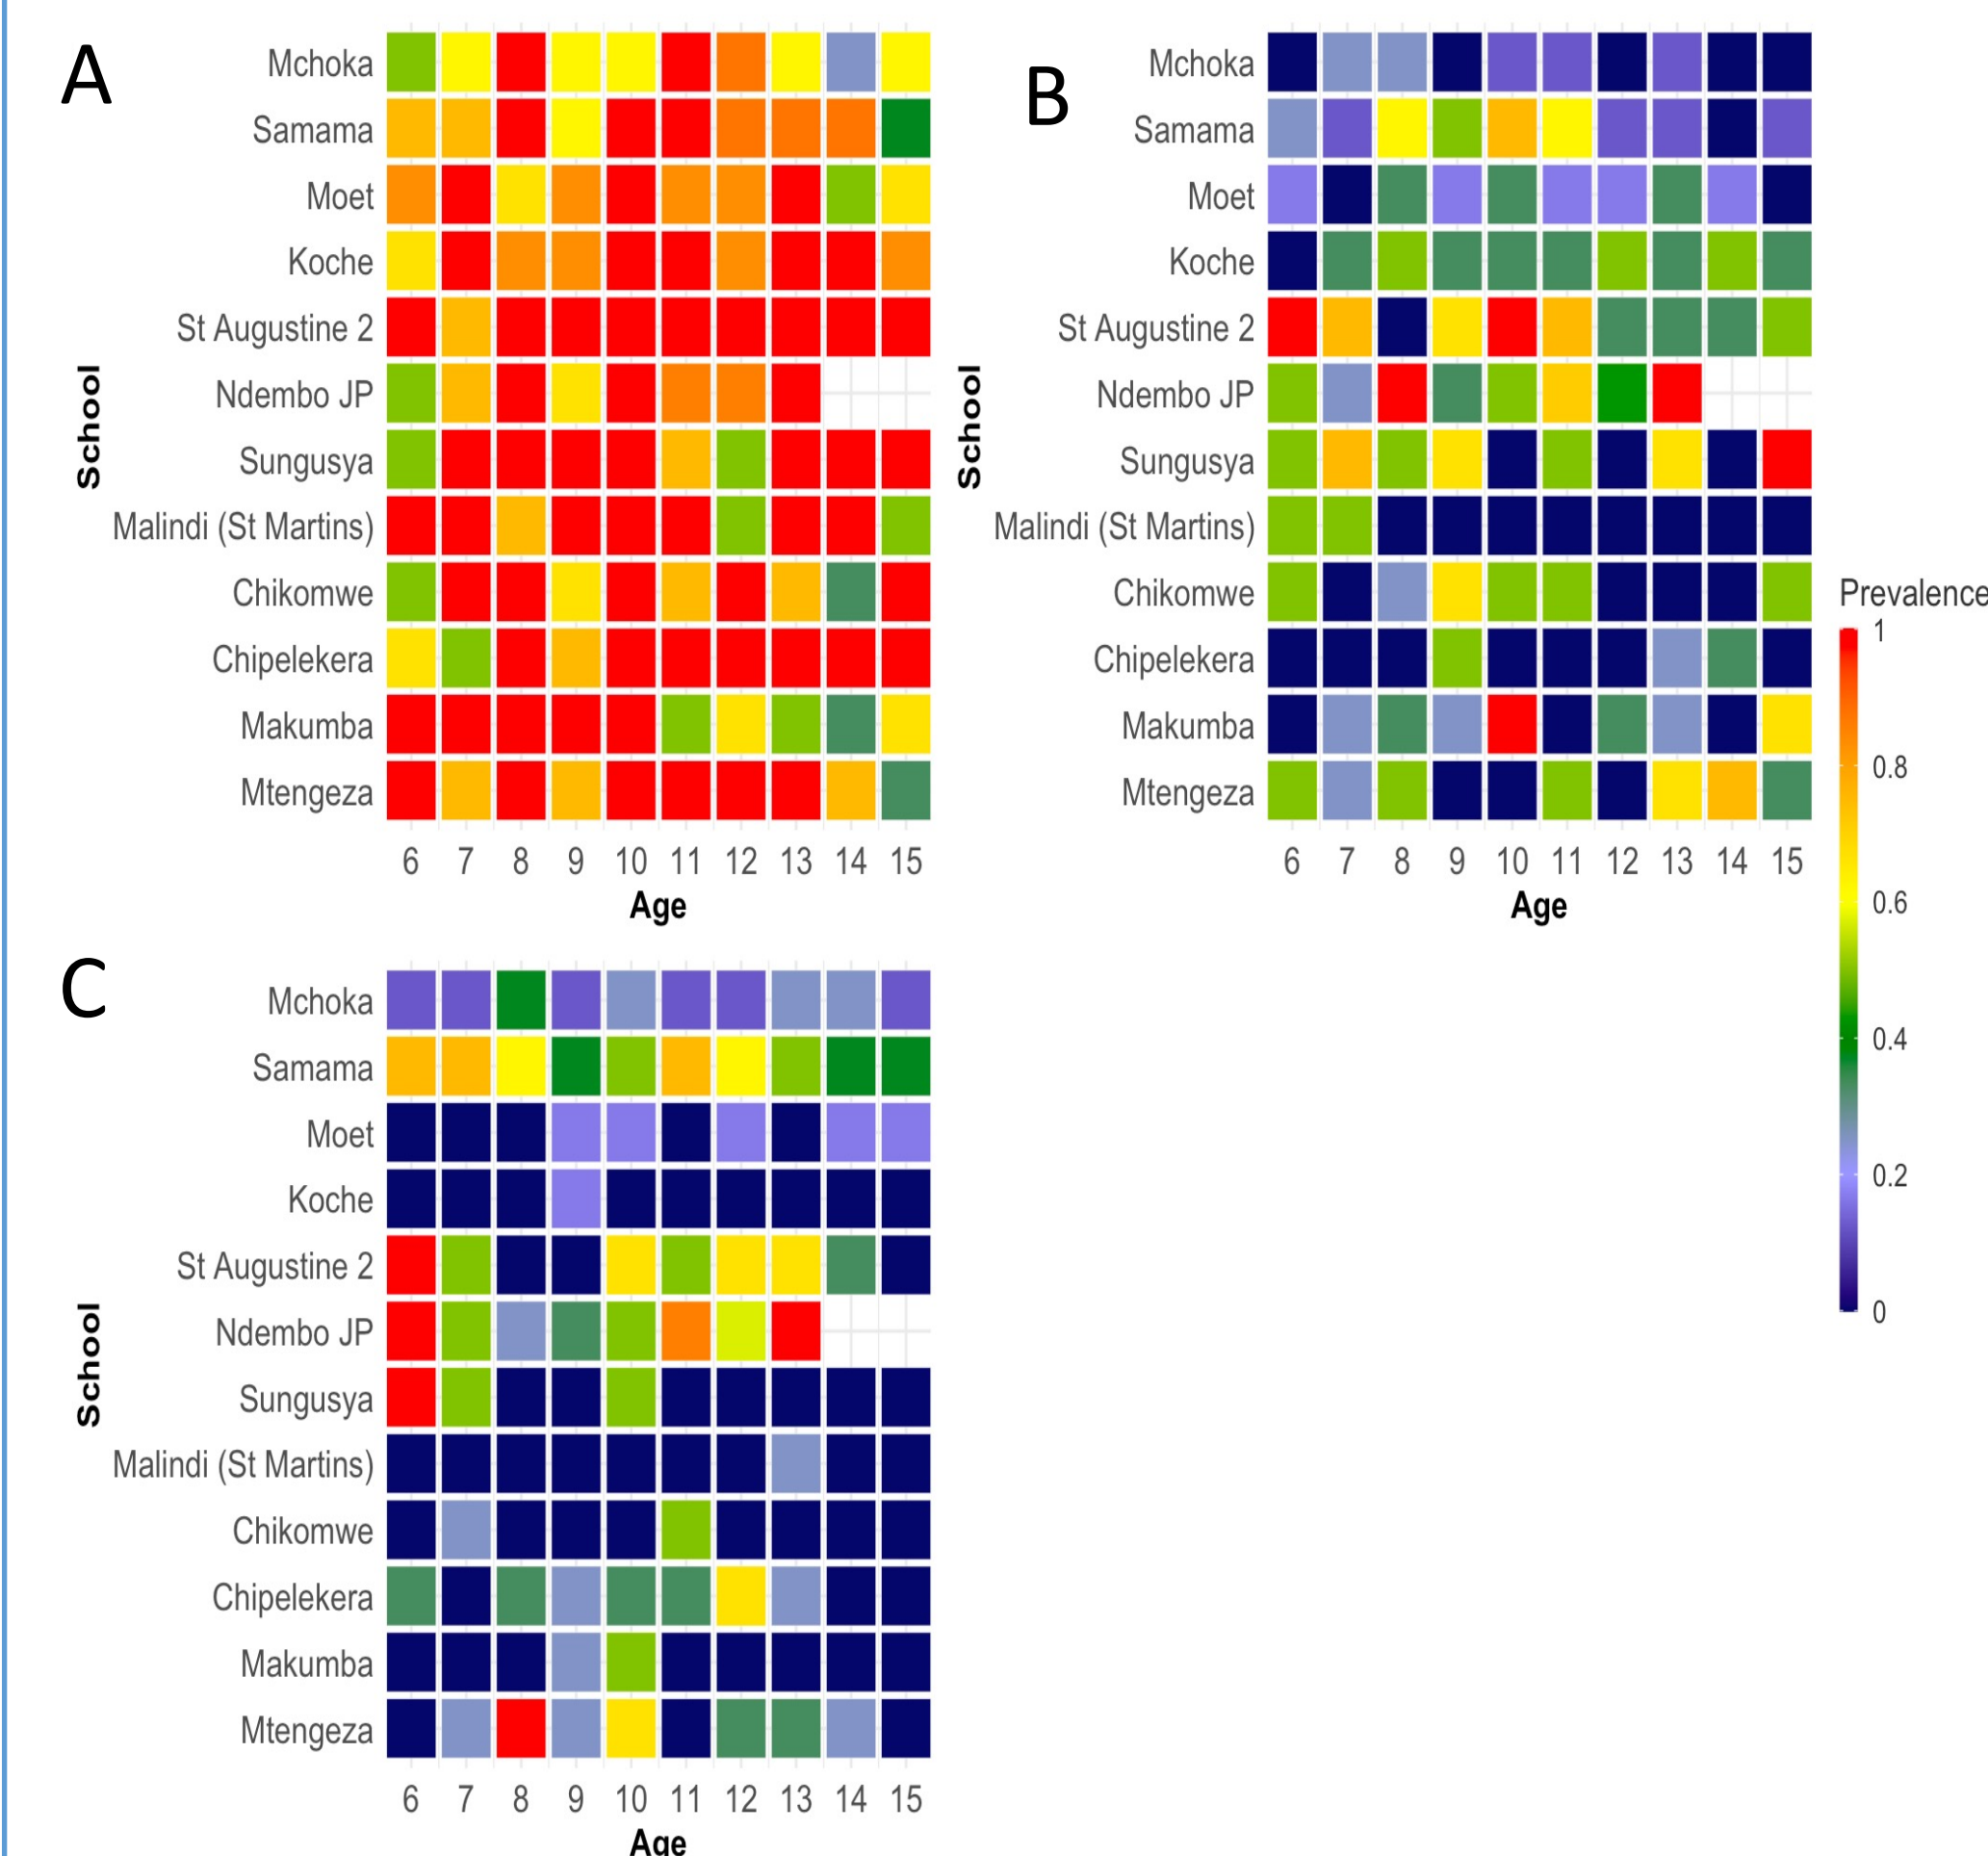 A
School
Mchoka
Samama
Moet
Koche
St Augustine 2
Ndembo JP
Sungusya
Malindi (St Martins)
Chikomwe
Chipelekera
Makumba
Mtengeza
6 7 8 9 10 11 12 13 14 15
Age
B
School
Mchoka
Samama
Moet
Koche
St Augustine 2
Ndembo JP
Sungusya
Malindi (St Martins)
Chikomwe
Chipelekera
Makumba
Mtengeza
6 7 8 9 10 11 12 13 14 15
Age
Prevalence
1
0.8
0.6
0.4
0.2
0
C
School
Mchoka
Samama
Moet
Koche
St Augustine 2
Ndembo JP
Sungusya
Malindi (St Martins)
Chikomwe
Chipelekera
Makumba
Mtengeza
6 7 8 9 10 11 12 13 14 15
Age